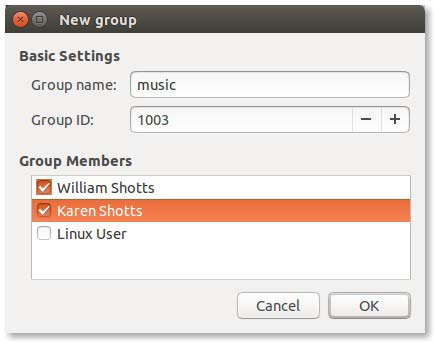 New group
Basic Settings
Group name: music
Group ID: 1003 − +
Group Members
William Shotts
Karen Shotts
Linux User
Cancel OK